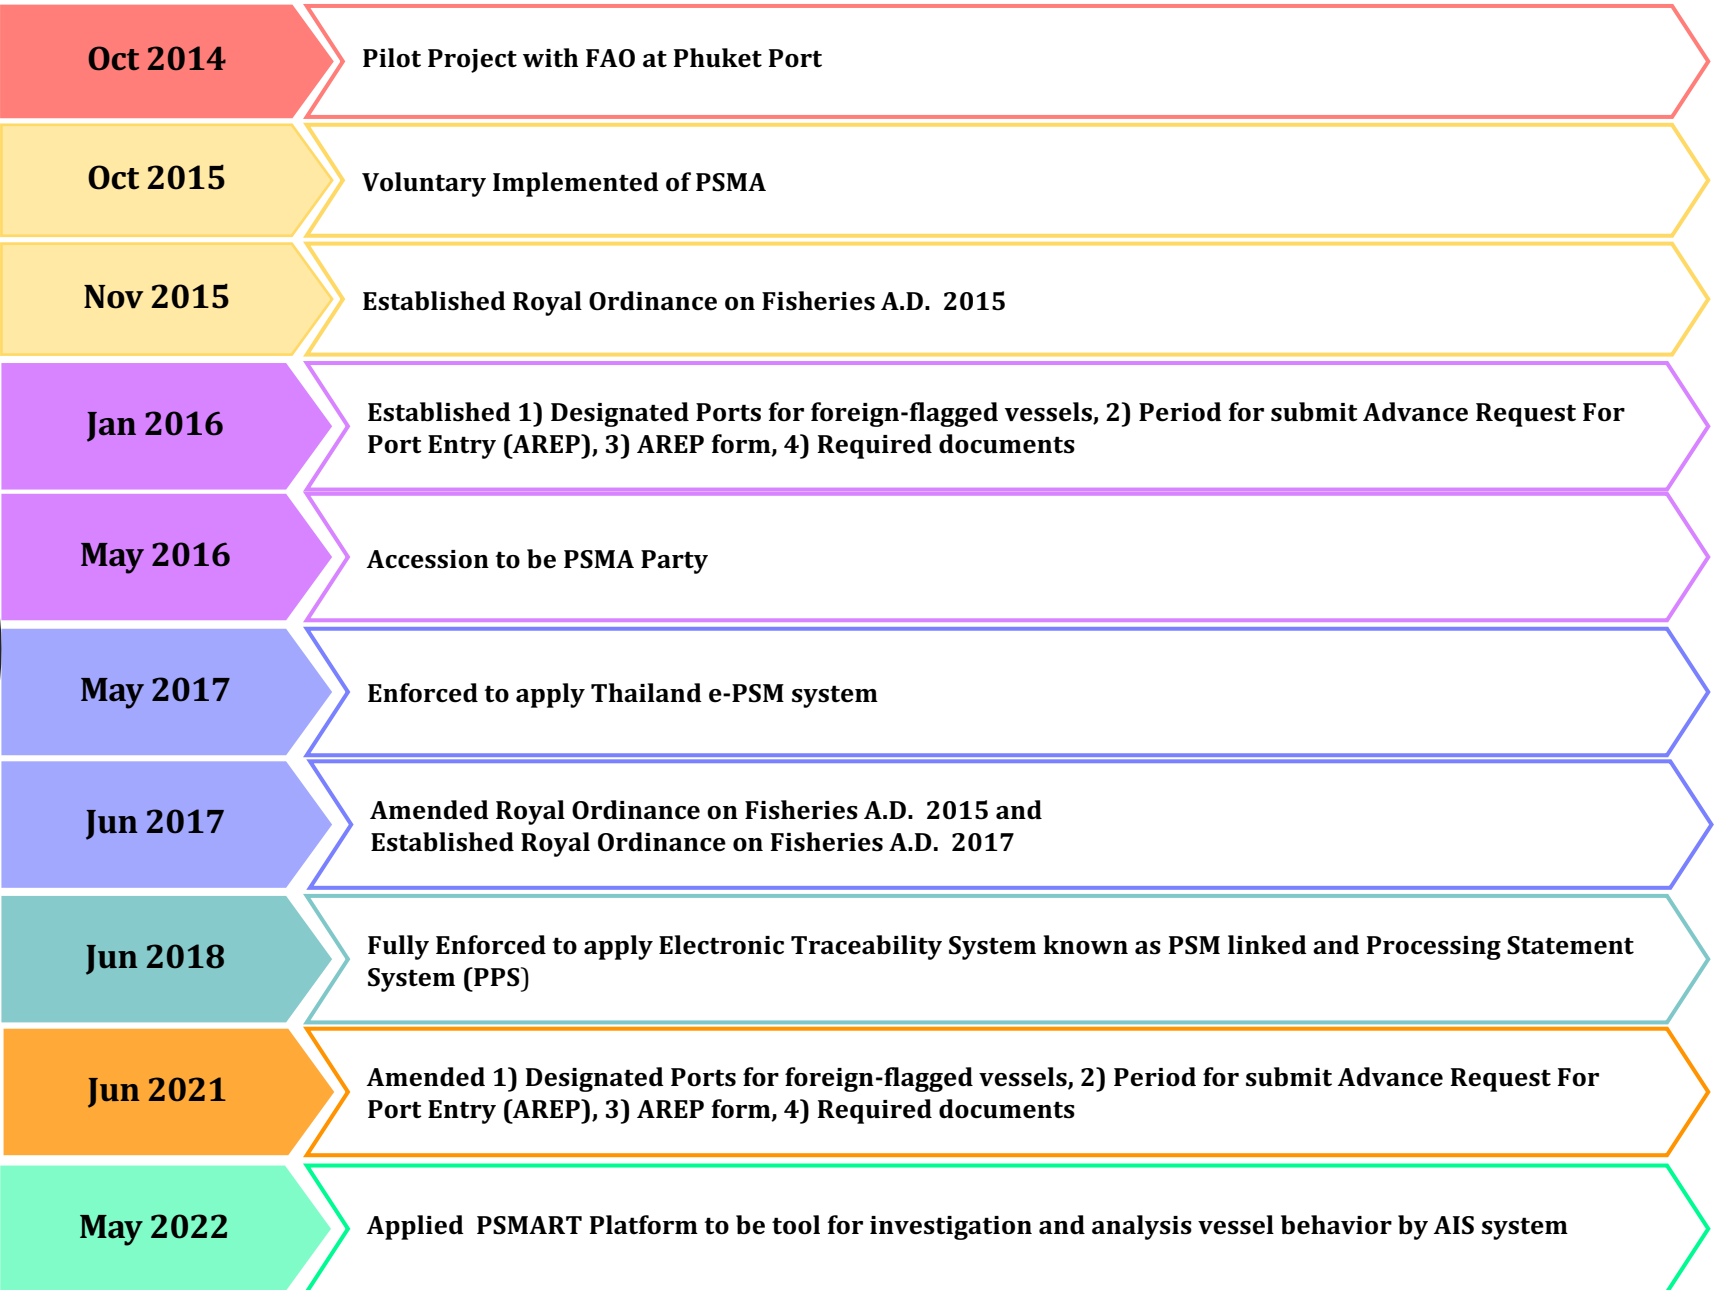 Oct 2014
Pilot Project with FAO at Phuket Port
Oct 2015
Voluntary Implemented of PSMA
Nov 2015
Established Royal Ordinance on Fisheries A.D.  2015
Jan 2016
Established 1) Designated Ports for foreign-flagged vessels, 2) Period for submit Advance Request For
Port Entry (AREP), 3) AREP form, 4) Required documents
May 2016
Accession to be PSMA Party
May 2017
Enforced to apply Thailand e-PSM system
Jun 2017
Amended Royal Ordinance on Fisheries A.D.  2015 and
Established Royal Ordinance on Fisheries A.D.  2017
Jun 2018
Fully Enforced to apply Electronic Traceability System known as PSM linked and Processing Statement
System (PPS)
Jun 2021
Amended 1) Designated Ports for foreign-flagged vessels, 2) Period for submit Advance Request For
Port Entry (AREP), 3) AREP form, 4) Required documents
May 2022
Applied  PSMART Platform to be tool for investigation and analysis vessel behavior by AIS system